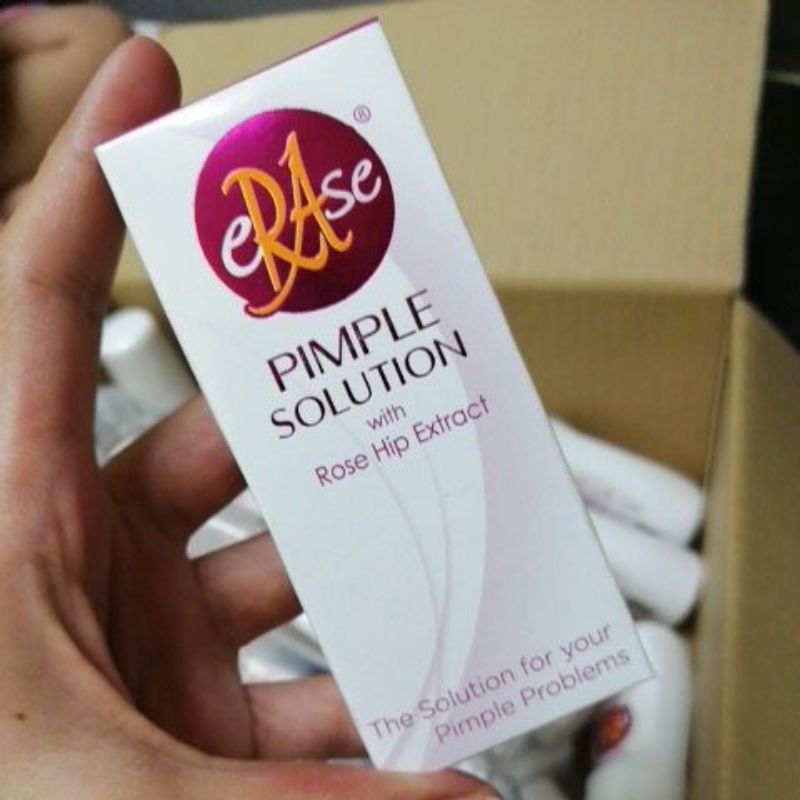 eRAse ®
PIMPLE
SOLUTION
with
Rose Hip Extract
The Solution for your
Pimple Problems